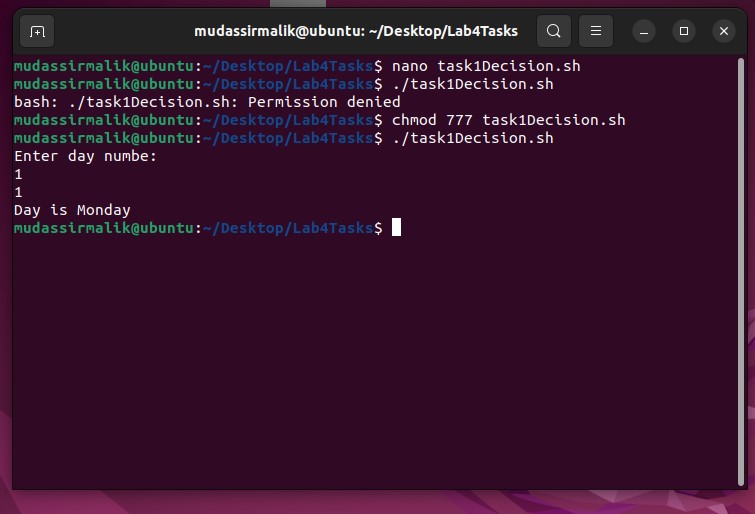 mudassirmalik@ubuntu: ~/Desktop/Lab4Tasks
mudassirmalik@ubuntu:~/Desktop/Lab4Tasks$ nano task1Decision.sh
mudassirmalik@ubuntu:~/Desktop/Lab4Tasks$ ./task1Decision.sh
bash: ./task1Decision.sh: Permission denied
mudassirmalik@ubuntu:~/Desktop/Lab4Tasks$ chmod 777 task1Decision.sh
mudassirmalik@ubuntu:~/Desktop/Lab4Tasks$ ./task1Decision.sh
Enter day numbe:
1
1
Day is Monday
mudassirmalik@ubuntu:~/Desktop/Lab4Tasks$